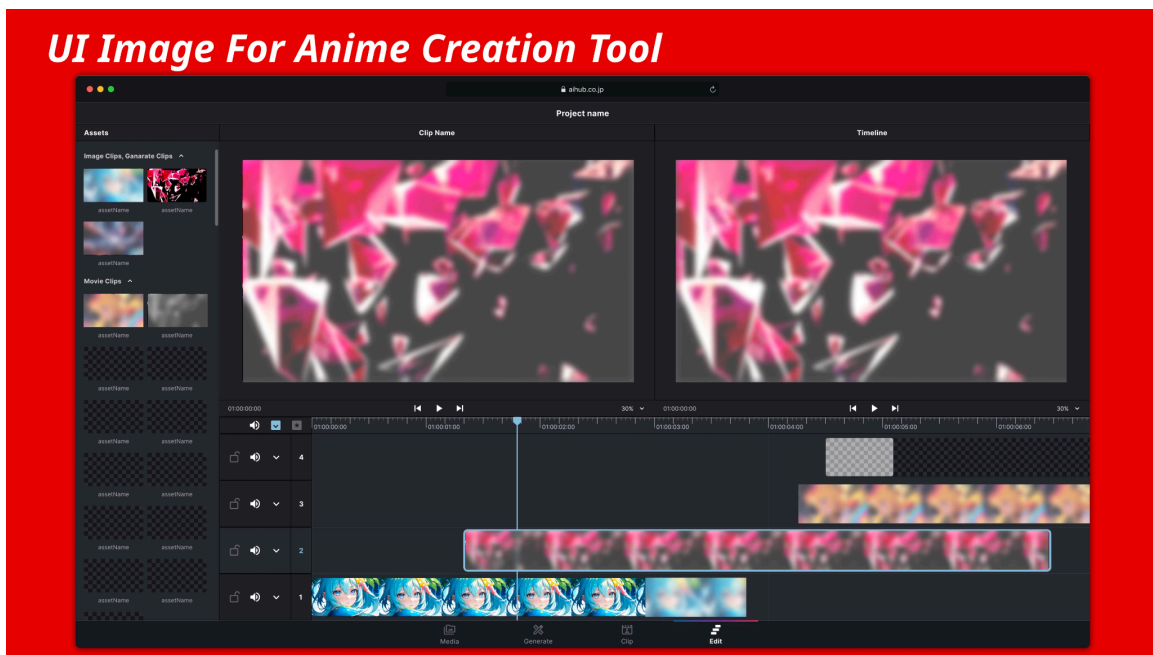 UI Image For Anime Creation Tool
aihub.co.jp
Project name
Assets
Clip Name
Timeline
Image Clips, Ganarate Clips
assetName assetName
assetName
Movie Clips
assetName assetName
assetName assetName
assetName assetName
assetName assetName
assetName assetName
assetName assetName
01:00:00:00
30%
01:00:00:00
30%
01:00:00:00 01:00:01:00 01:00:02:00 01:00:03:00 01:00:04:00 01:00:05:00 01:00:06:00
4
3
2
1
Media Generate Clip Edit